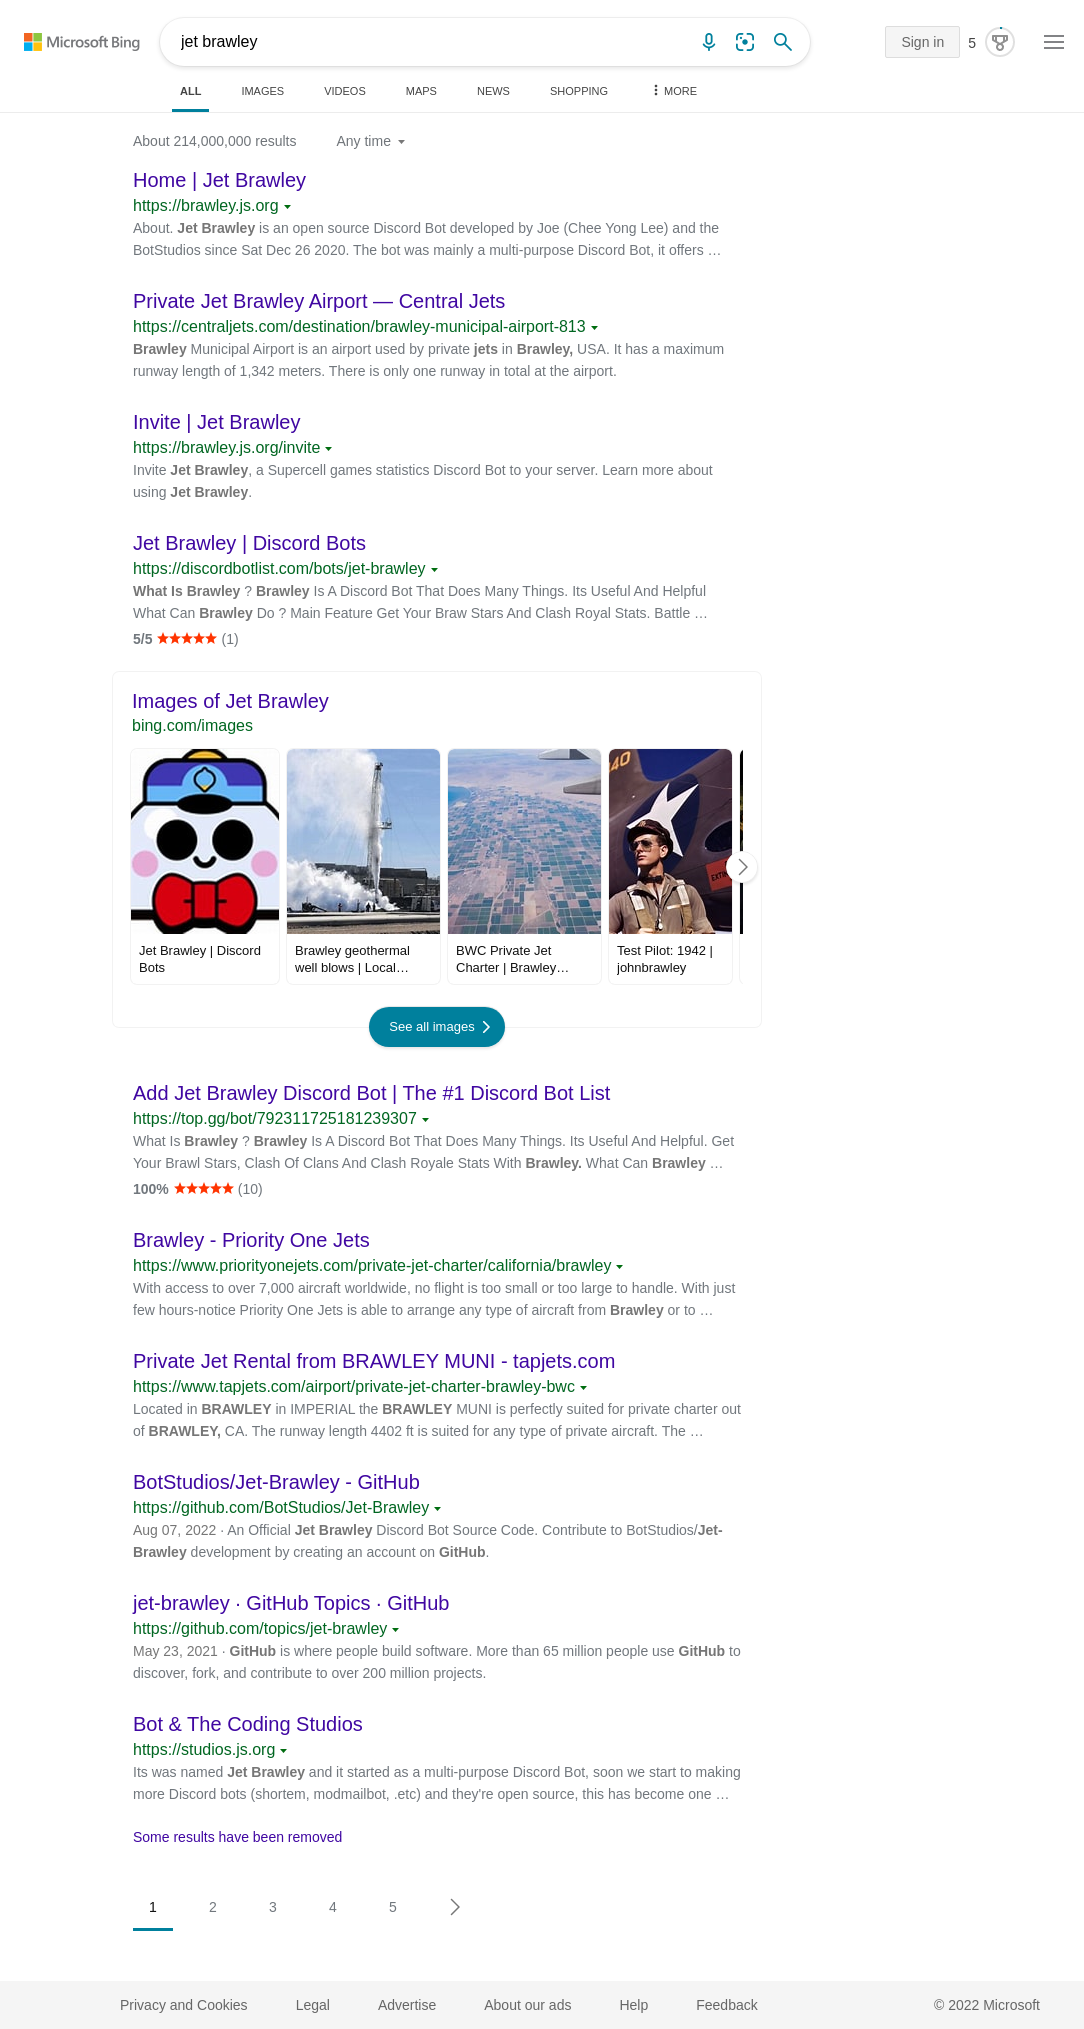 Microsoft Bing
jet brawley
Sign in
5
ALL
IMAGES
VIDEOS
MAPS
NEWS
SHOPPING
MORE
About 214,000,000 results
Any time
Home | Jet Brawley
https://brawley.js.org
About. Jet Brawley is an open source Discord Bot developed by Joe (Chee Yong Lee) and the
BotStudios since Sat Dec 26 2020. The bot was mainly a multi-purpose Discord Bot, it offers …
Private Jet Brawley Airport — Central Jets
https://centraljets.com/destination/brawley-municipal-airport-813
Brawley Municipal Airport is an airport used by private jets in Brawley, USA. It has a maximum
runway length of 1,342 meters. There is only one runway in total at the airport.
Invite | Jet Brawley
https://brawley.js.org/invite
Invite Jet Brawley, a Supercell games statistics Discord Bot to your server. Learn more about
using Jet Brawley.
Jet Brawley | Discord Bots
https://discordbotlist.com/bots/jet-brawley
What Is Brawley ? Brawley Is A Discord Bot That Does Many Things. Its Useful And Helpful
What Can Brawley Do ? Main Feature Get Your Braw Stars And Clash Royal Stats. Battle …
5/5 ★★★★★ (1)
Images of Jet Brawley
bing.com/images
40
EXTIN
Jet Brawley | Discord
Bots
Brawley geothermal
well blows | Local…
BWC Private Jet
Charter | Brawley…
Test Pilot: 1942 |
johnbrawley
See all images
Add Jet Brawley Discord Bot | The #1 Discord Bot List
https://top.gg/bot/792311725181239307
What Is Brawley ? Brawley Is A Discord Bot That Does Many Things. Its Useful And Helpful. Get
Your Brawl Stars, Clash Of Clans And Clash Royale Stats With Brawley. What Can Brawley …
100% ★★★★★ (10)
Brawley - Priority One Jets
https://www.priorityonejets.com/private-jet-charter/california/brawley
With access to over 7,000 aircraft worldwide, no flight is too small or too large to handle. With just
few hours-notice Priority One Jets is able to arrange any type of aircraft from Brawley or to …
Private Jet Rental from BRAWLEY MUNI - tapjets.com
https://www.tapjets.com/airport/private-jet-charter-brawley-bwc
Located in BRAWLEY in IMPERIAL the BRAWLEY MUNI is perfectly suited for private charter out
of BRAWLEY, CA. The runway length 4402 ft is suited for any type of private aircraft. The …
BotStudios/Jet-Brawley - GitHub
https://github.com/BotStudios/Jet-Brawley
Aug 07, 2022 · An Official Jet Brawley Discord Bot Source Code. Contribute to BotStudios/Jet-
Brawley development by creating an account on GitHub.
jet-brawley · GitHub Topics · GitHub
https://github.com/topics/jet-brawley
May 23, 2021 · GitHub is where people build software. More than 65 million people use GitHub to
discover, fork, and contribute to over 200 million projects.
Bot & The Coding Studios
https://studios.js.org
Its was named Jet Brawley and it started as a multi-purpose Discord Bot, soon we start to making
more Discord bots (shortem, modmailbot, .etc) and they're open source, this has become one …
Some results have been removed
1
2
3
4
5
Privacy and Cookies
Legal
Advertise
About our ads
Help
Feedback
© 2022 Microsoft